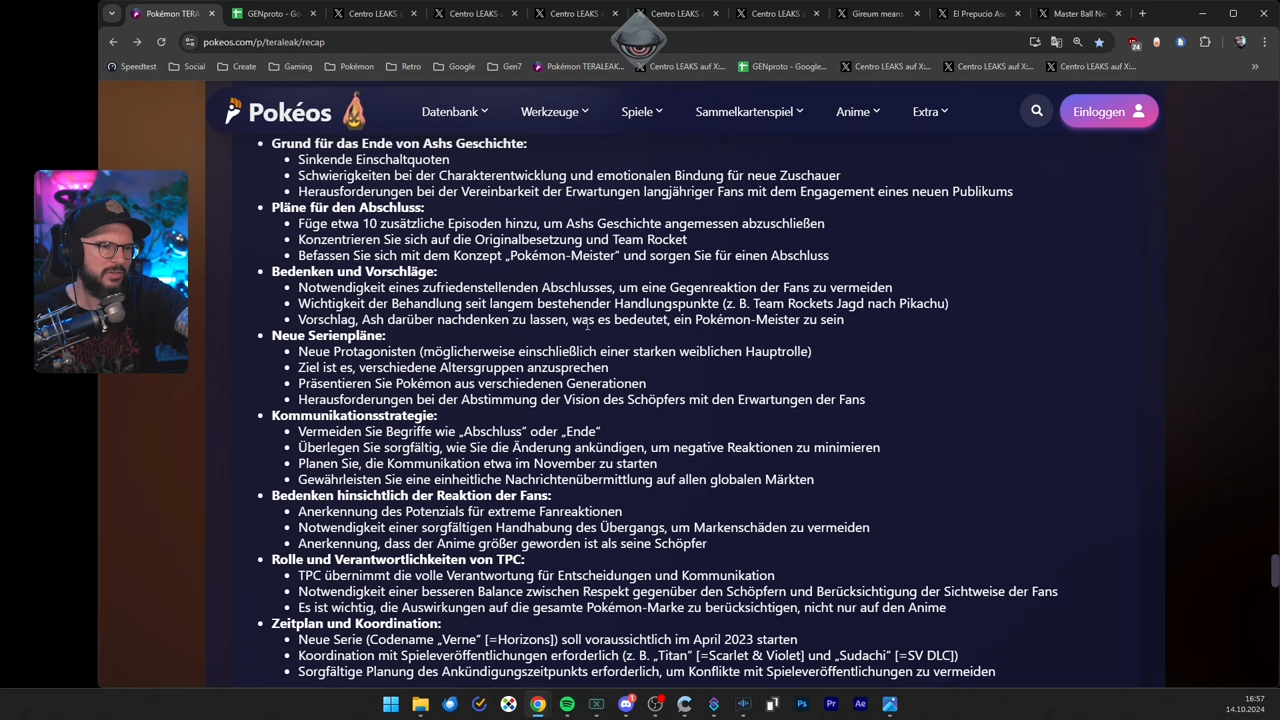 Pokémon TERA
GENproto - Go
Centro LEAKS a
Centro LEAKS a
Centro LEAKS a
Centro LEAKS a
Centro LEAKS a
Gireum means
El Prepucio As
Master Ball Ne
pokeos.com/p/teraleak/recap
24
Speedtest
Social
Create
Gaming
Pokémon
Retro
Google
Gen7
Pokémon TERALEAK...
Centro LEAKS auf X:...
GENproto - Google...
Centro LEAKS auf X:...
Centro LEAKS auf X:...
Centro LEAKS auf X:...
Pokéos
Datenbank
Werkzeuge
Spiele
Sammelkartenspiel
Anime
Extra
Einloggen
Grund für das Ende von Ashs Geschichte:
Sinkende Einschaltquoten
Schwierigkeiten bei der Charakterentwicklung und emotionalen Bindung für neue Zuschauer
Herausforderungen bei der Vereinbarkeit der Erwartungen langjähriger Fans mit dem Engagement eines neuen Publikums
Pläne für den Abschluss:
Füge etwa 10 zusätzliche Episoden hinzu, um Ashs Geschichte angemessen abzuschließen
Konzentrieren Sie sich auf die Originalbesetzung und Team Rocket
Befassen Sie sich mit dem Konzept „Pokémon-Meister" und sorgen Sie für einen Abschluss
Bedenken und Vorschläge:
Notwendigkeit eines zufriedenstellenden Abschlusses, um eine Gegenreaktion der Fans zu vermeiden
Wichtigkeit der Behandlung seit langem bestehender Handlungspunkte (z. B. Team Rockets Jagd nach Pikachu)
Vorschlag, Ash darüber nachdenken zu lassen, was es bedeutet, ein Pokémon-Meister zu sein
Neue Serienpläne:
Neue Protagonisten (möglicherweise einschließlich einer starken weiblichen Hauptrolle)
Ziel ist es, verschiedene Altersgruppen anzusprechen
Präsentieren Sie Pokémon aus verschiedenen Generationen
Herausforderungen bei der Abstimmung der Vision des Schöpfers mit den Erwartungen der Fans
Kommunikationsstrategie:
Vermeiden Sie Begriffe wie „Abschluss" oder „Ende"
Überlegen Sie sorgfältig, wie Sie die Änderung ankündigen, um negative Reaktionen zu minimieren
Planen Sie, die Kommunikation etwa im November zu starten
Gewährleisten Sie eine einheitliche Nachrichtenübermittlung auf allen globalen Märkten
Bedenken hinsichtlich der Reaktion der Fans:
Anerkennung des Potenzials für extreme Fanreaktionen
Notwendigkeit einer sorgfältigen Handhabung des Übergangs, um Markenschäden zu vermeiden
Anerkennung, dass der Anime größer geworden ist als seine Schöpfer
Rolle und Verantwortlichkeiten von TPC:
TPC übernimmt die volle Verantwortung für Entscheidungen und Kommunikation
Notwendigkeit einer besseren Balance zwischen Respekt gegenüber den Schöpfern und Berücksichtigung der Sichtweise der Fans
Es ist wichtig, die Auswirkungen auf die gesamte Pokémon-Marke zu berücksichtigen, nicht nur auf den Anime
Zeitplan und Koordination:
Neue Serie (Codename „Verne" [=Horizons]) soll voraussichtlich im April 2023 starten
Koordination mit Spieleveröffentlichungen erforderlich (z. B. „Titan" [=Scarlet & Violet] und „Sudachi" [=SV DLC])
Sorgfältige Planung des Ankündigungszeitpunkts erforderlich, um Konflikte mit Spieleveröffentlichungen zu vermeiden
16:57
14.10.2024